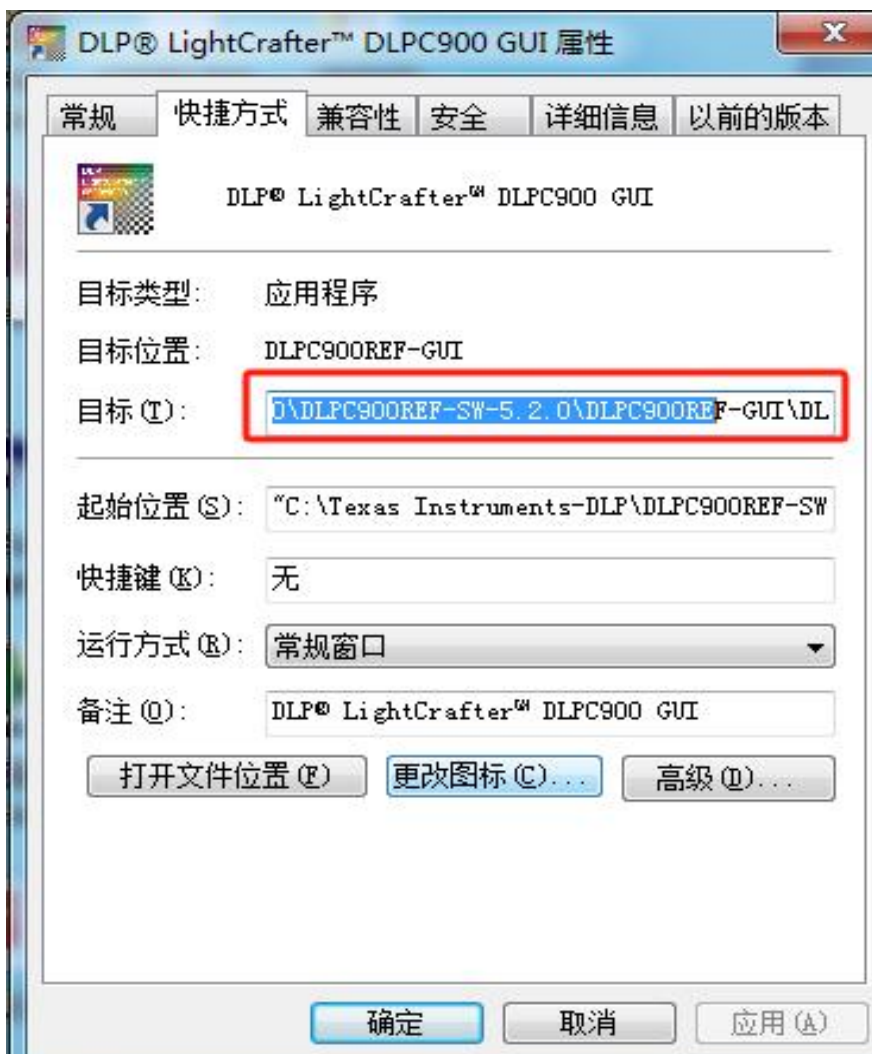 DLP® LightCrafter™ DLPC900 GUI 属性
常规 快捷方式 兼容性 安全 详细信息 以前的版本
DLP® LightCrafter™ DLPC900 GUI
目标类型: 应用程序
目标位置: DLPC900REF-GUI
目标(T): 0\DLPC900REF-SW-5.2.0\DLPC900REF-GUI\DL
起始位置(S): "C:\Texas Instruments-DLP\DLPC900REF-SW
快捷键(K): 无
运行方式(R): 常规窗口
备注(O): DLP® LightCrafter™ DLPC900 GUI
打开文件位置(F) 更改图标(C)... 高级(D)...
确定 取消 应用(A)